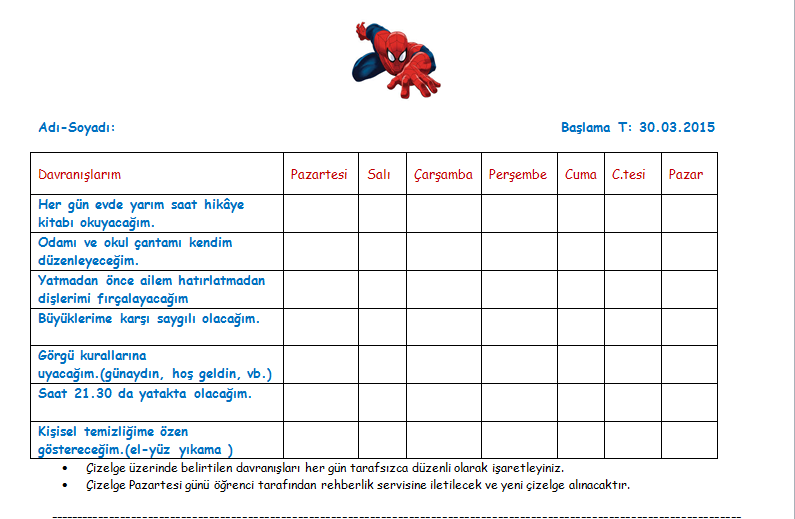 Adı-Soyadı: Başlama T: 30.03.2015
Davranışlarım Pazartesi Salı Çarşamba Perşembe Cuma C.tesi Pazar
Her gün evde yarım saat hikâye
kitabı okuyacağım.
Odamı ve okul çantamı kendim
düzenleyeceğim.
Yatmadan önce ailem hatırlatmadan
dişlerimi fırçalayacağım
Büyüklerime karşı saygılı olacağım.
Görgü kurallarına
uyacağım.(günaydın, hoş geldin, vb.)
Saat 21.30 da yatakta olacağım.
Kişisel temizliğime özen
göstereceğim.(el-yüz yıkama )
• Çizelge üzerinde belirtilen davranışları her gün tarafsızca düzenli olarak işaretleyiniz.
• Çizelge Pazartesi günü öğrenci tarafından rehberlik servisine iletilecek ve yeni çizelge alınacaktır.